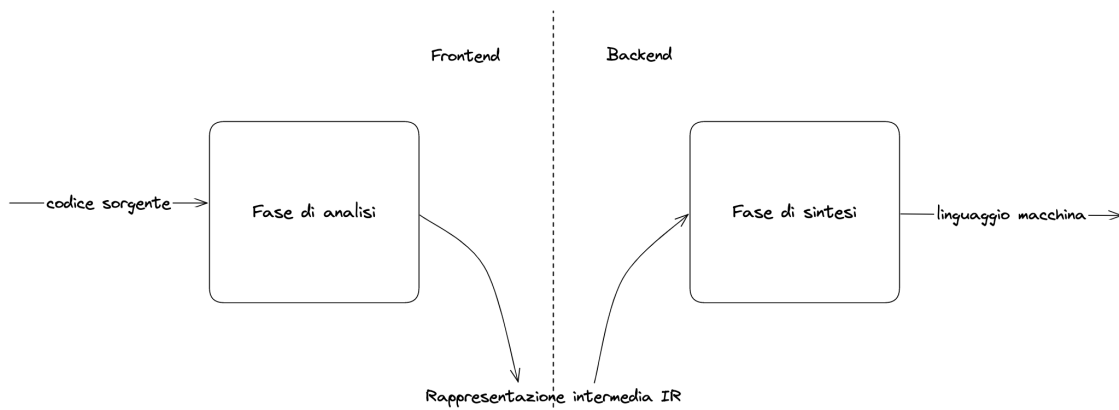 Frontend
Backend
codice sorgente
Fase di analisi
Fase di sintesi
linguaggio macchina
Rappresentazione intermedia IR